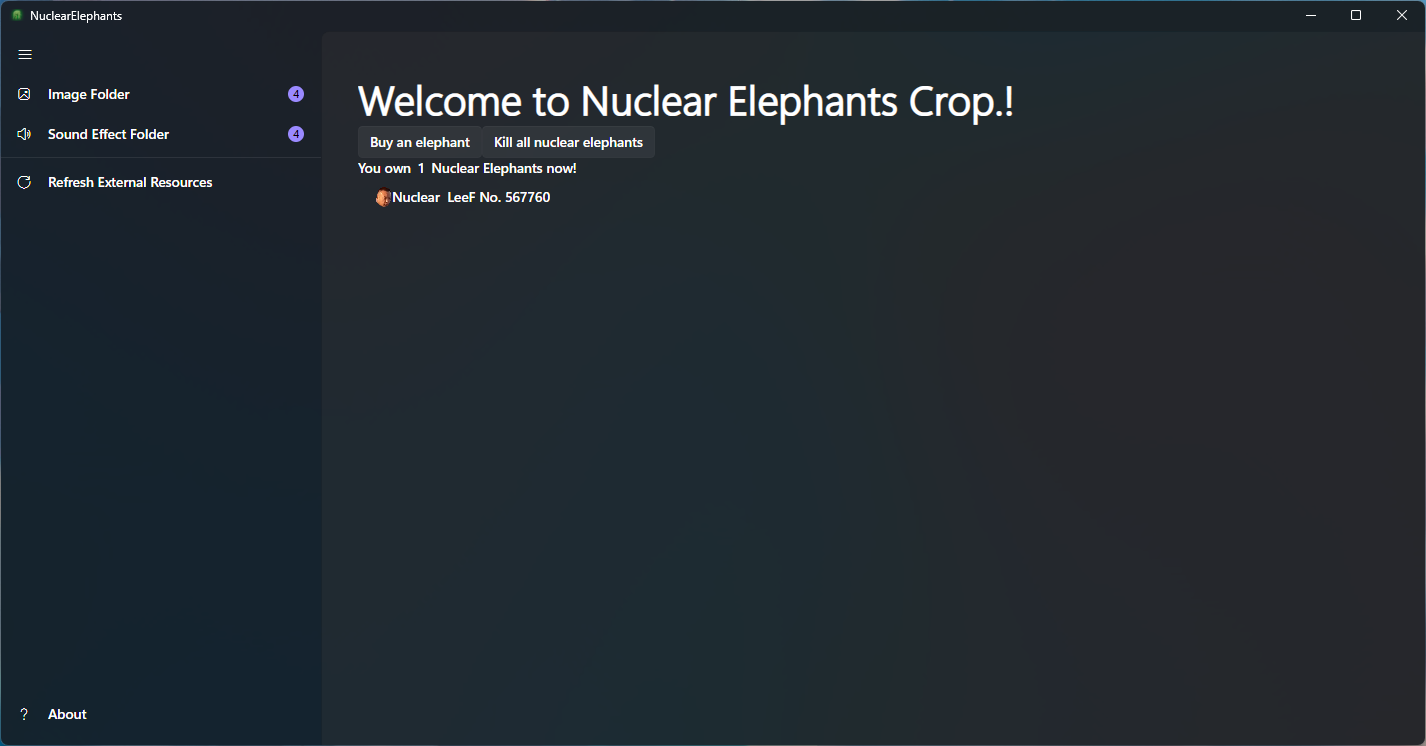 NuclearElephants
Image Folder 4
Sound Effect Folder 4
Refresh External Resources
Welcome to Nuclear Elephants Crop.!
Buy an elephant Kill all nuclear elephants
You own 1 Nuclear Elephants now!
Nuclear LeeF No. 567760
? About